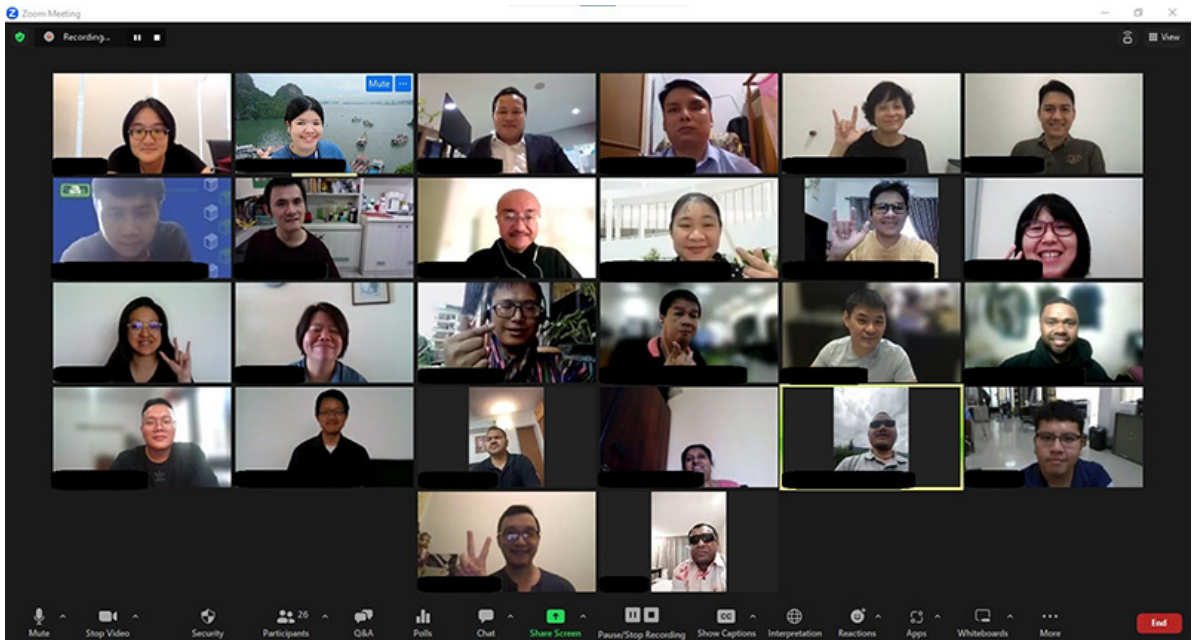 Zoom Meeting
Recording...
View
Mute
Mute
Stop Video
Security
26
Participants
Q&A
Polls
Chat
Share Screen
Pause/Stop Recording
CC
Show Captions
Interpretation
Reactions
Apps
Whiteboards
More
End